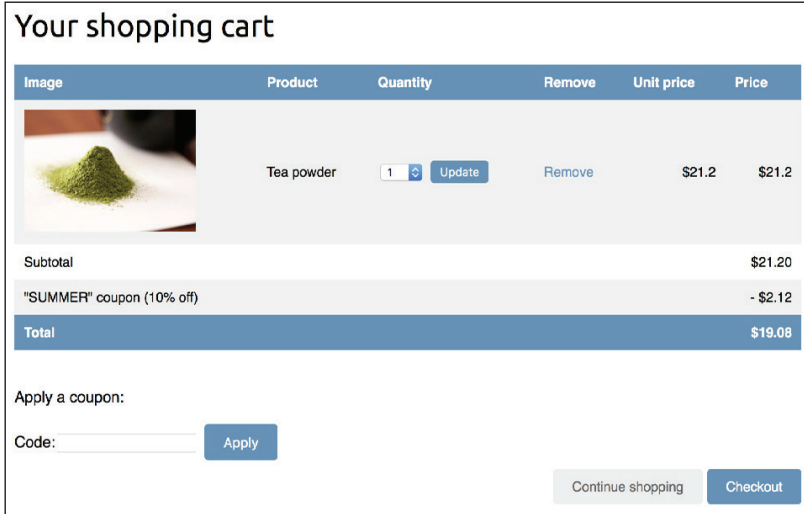 Your shopping cart
Image Product Quantity Remove Unit price Price
Tea powder 1 Update Remove $21.2 $21.2
Subtotal $21.20
"SUMMER" coupon (10% off) - $2.12
Total $19.08
Apply a coupon:
Code: Apply
Continue shopping Checkout